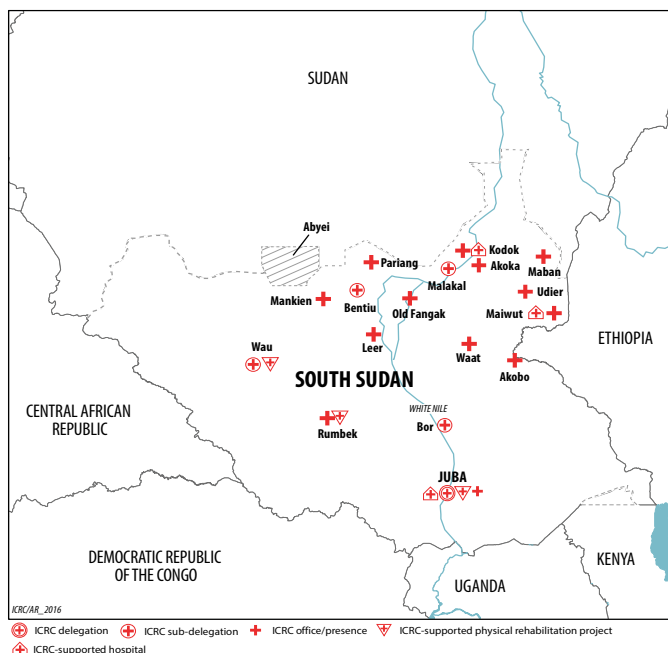 SUDAN
Abyei
Kodok
Pariang
Akoka
Maban
Malakal
Udier
Mankien
Bentiu
Old Fangak
Maiwut
ETHIOPIA
Leer
Waat
Wau
Akobo
SOUTH SUDAN
CENTRAL AFRICAN
REPUBLIC
WHITE NILE
Rumbek
Bor
JUBA
DEMOCRATIC REPUBLIC
OF THE CONGO
KENYA
UGANDA
ICRC/AR_2016
ICRC delegation ICRC sub-delegation ICRC office/presence ICRC-supported physical rehabilitation project
ICRC-supported hospital